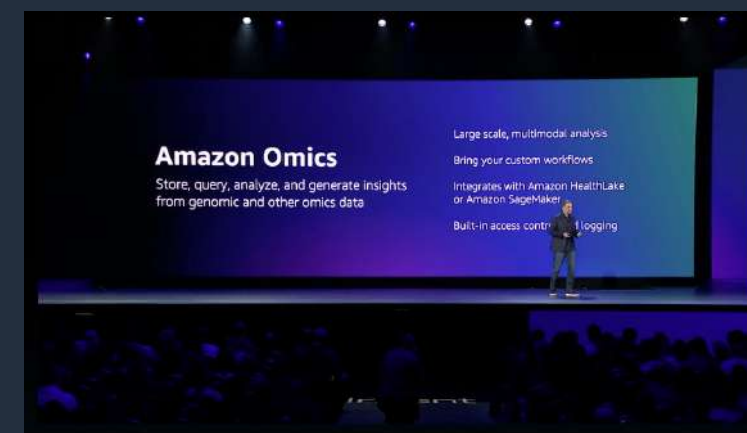 Amazon Omics
Store, query, analyze, and generate insights
from genomic and other omics data
Large scale, multimodal analysis
Bring your custom workflows
Integrates with Amazon HealthLake
or Amazon SageMaker
Built-in access logging